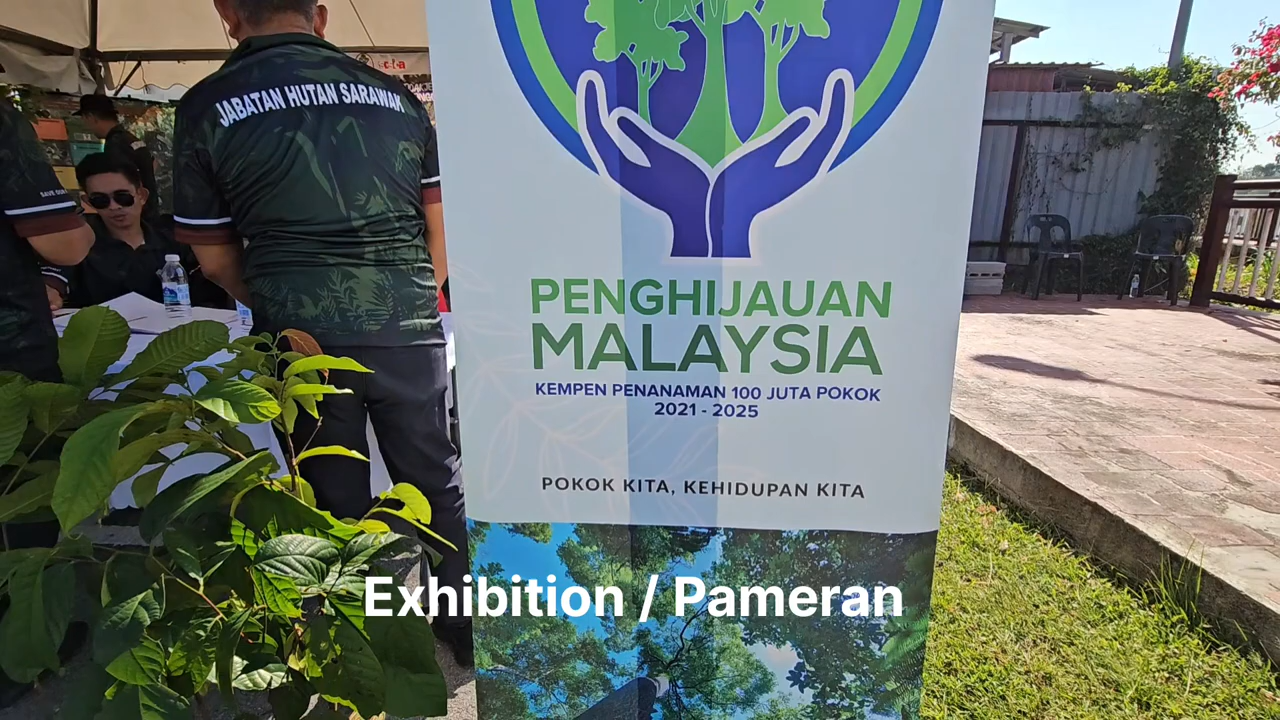 JABATAN HUTAN SARAWAK
PENGHIJAUAN
MALAYSIA
KEMPEN PENANAMAN 100 JUTA POKOK
2021 - 2025
POKOK KITA, KEHIDUPAN KITA
Exhibition / Pameran